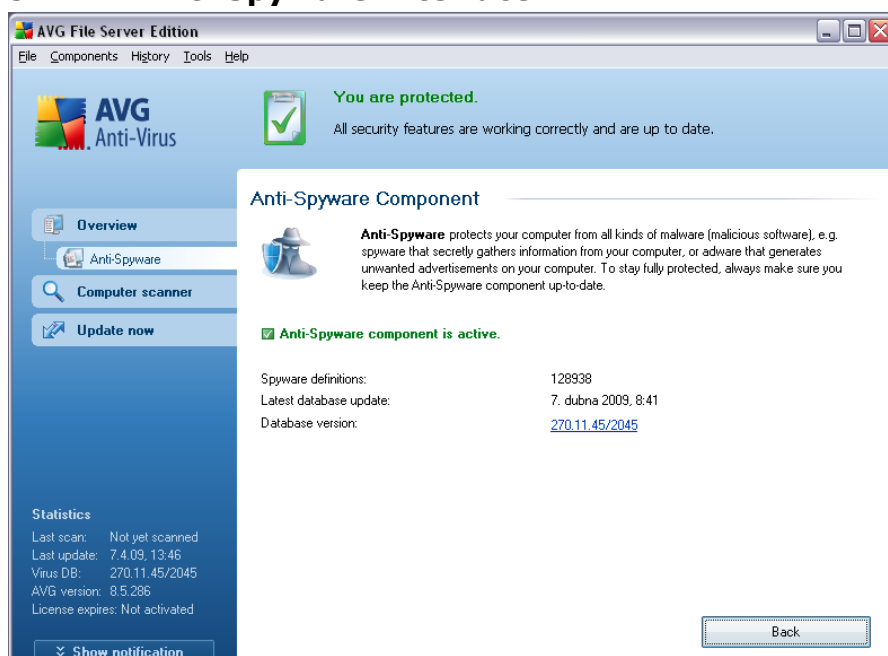 AVG File Server Edition
File Components History Tools Help
AVG
Anti-Virus
You are protected.
All security features are working correctly and are up to date.
Overview
Anti-Spyware
Computer scanner
Update now
Anti-Spyware Component
Anti-Spyware protects your computer from all kinds of malware (malicious software), e.g.
spyware that secretly gathers information from your computer, or adware that generates
unwanted advertisements on your computer. To stay fully protected, always make sure you
keep the Anti-Spyware component up-to-date.
Anti-Spyware component is active.
Spyware definitions: 128938
Latest database update: 7. dubna 2009, 8:41
Database version: 270.11.45/2045
Statistics
Last scan: Not yet scanned
Last update: 7.4.09, 13:46
Virus DB: 270.11.45/2045
AVG version: 8.5.286
License expires: Not activated
Show notification
Back